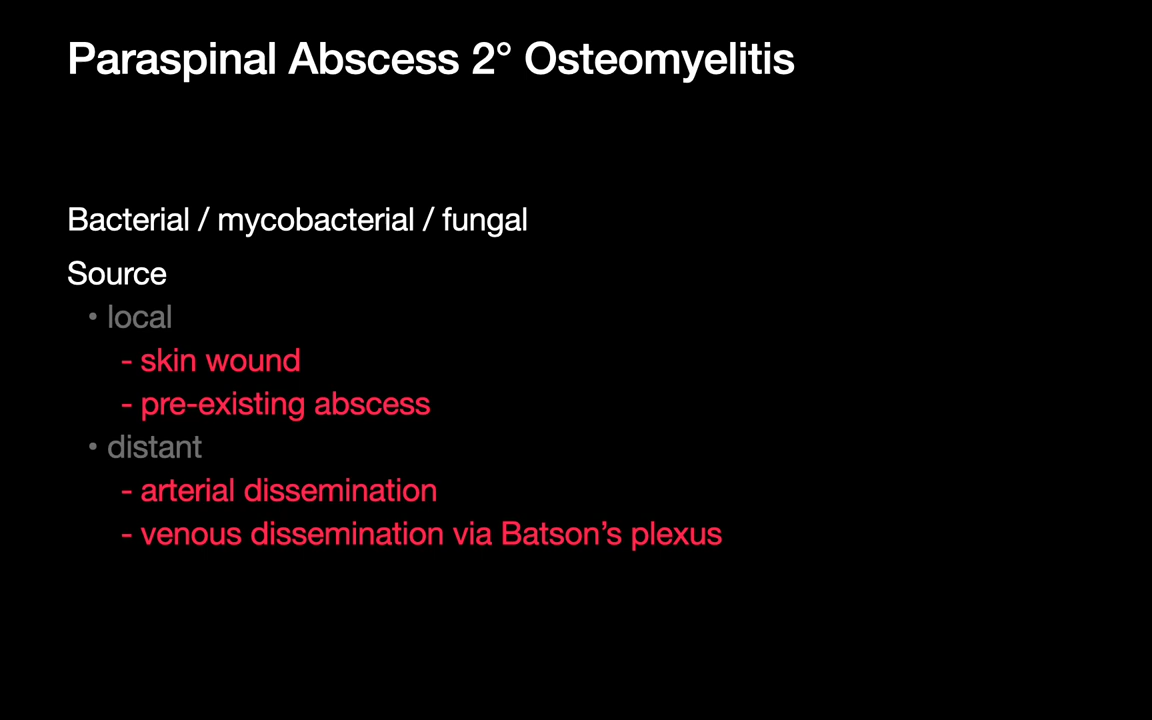 Paraspinal Abscess 2° Osteomyelitis
Bacterial / mycobacterial / fungal
Source
• local
- skin wound
- pre-existing abscess
• distant
- arterial dissemination
- venous dissemination via Batson’s plexus